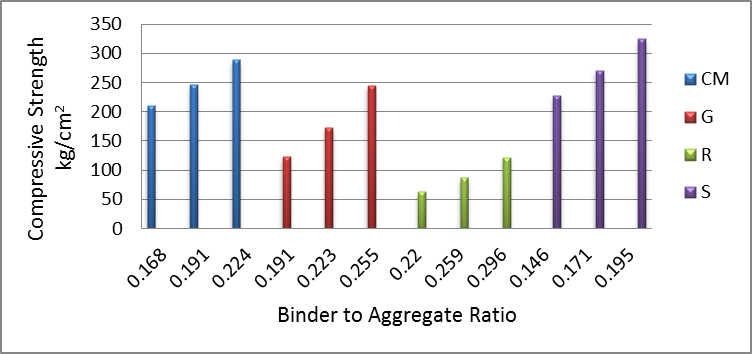 Compressive Strength
kg/cm²
350
300
250
200
150
100
50
0
0.168
0.191
0.224
0.191
0.223
0.255
0.22
0.259
0.296
0.146
0.171
0.195
Binder to Aggregate Ratio
CM
G
R
S